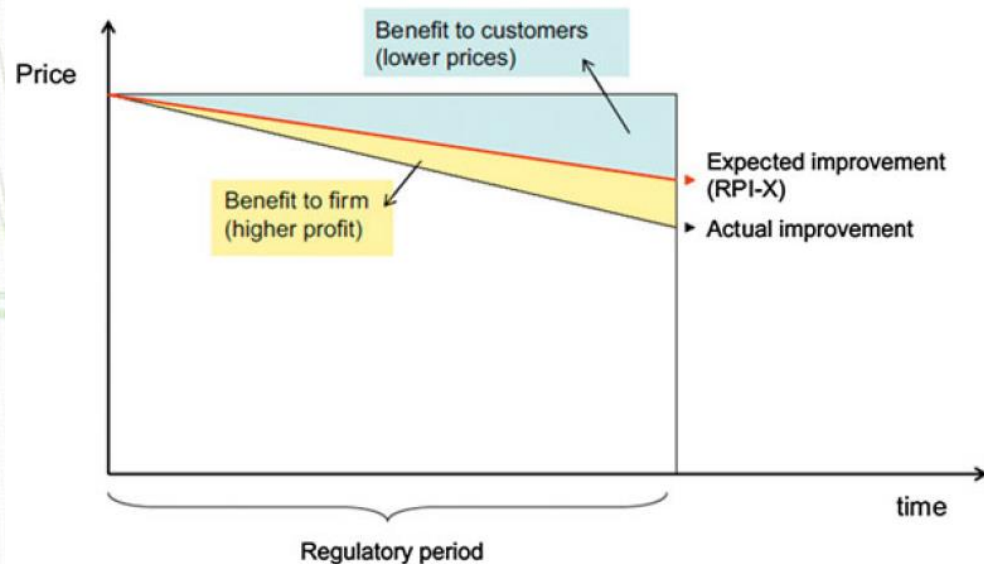 Benefit to customers
(lower prices)
Price
Expected improvement
(RPI-X)
Benefit to firm
(higher profit)
Actual improvement
time
Regulatory period